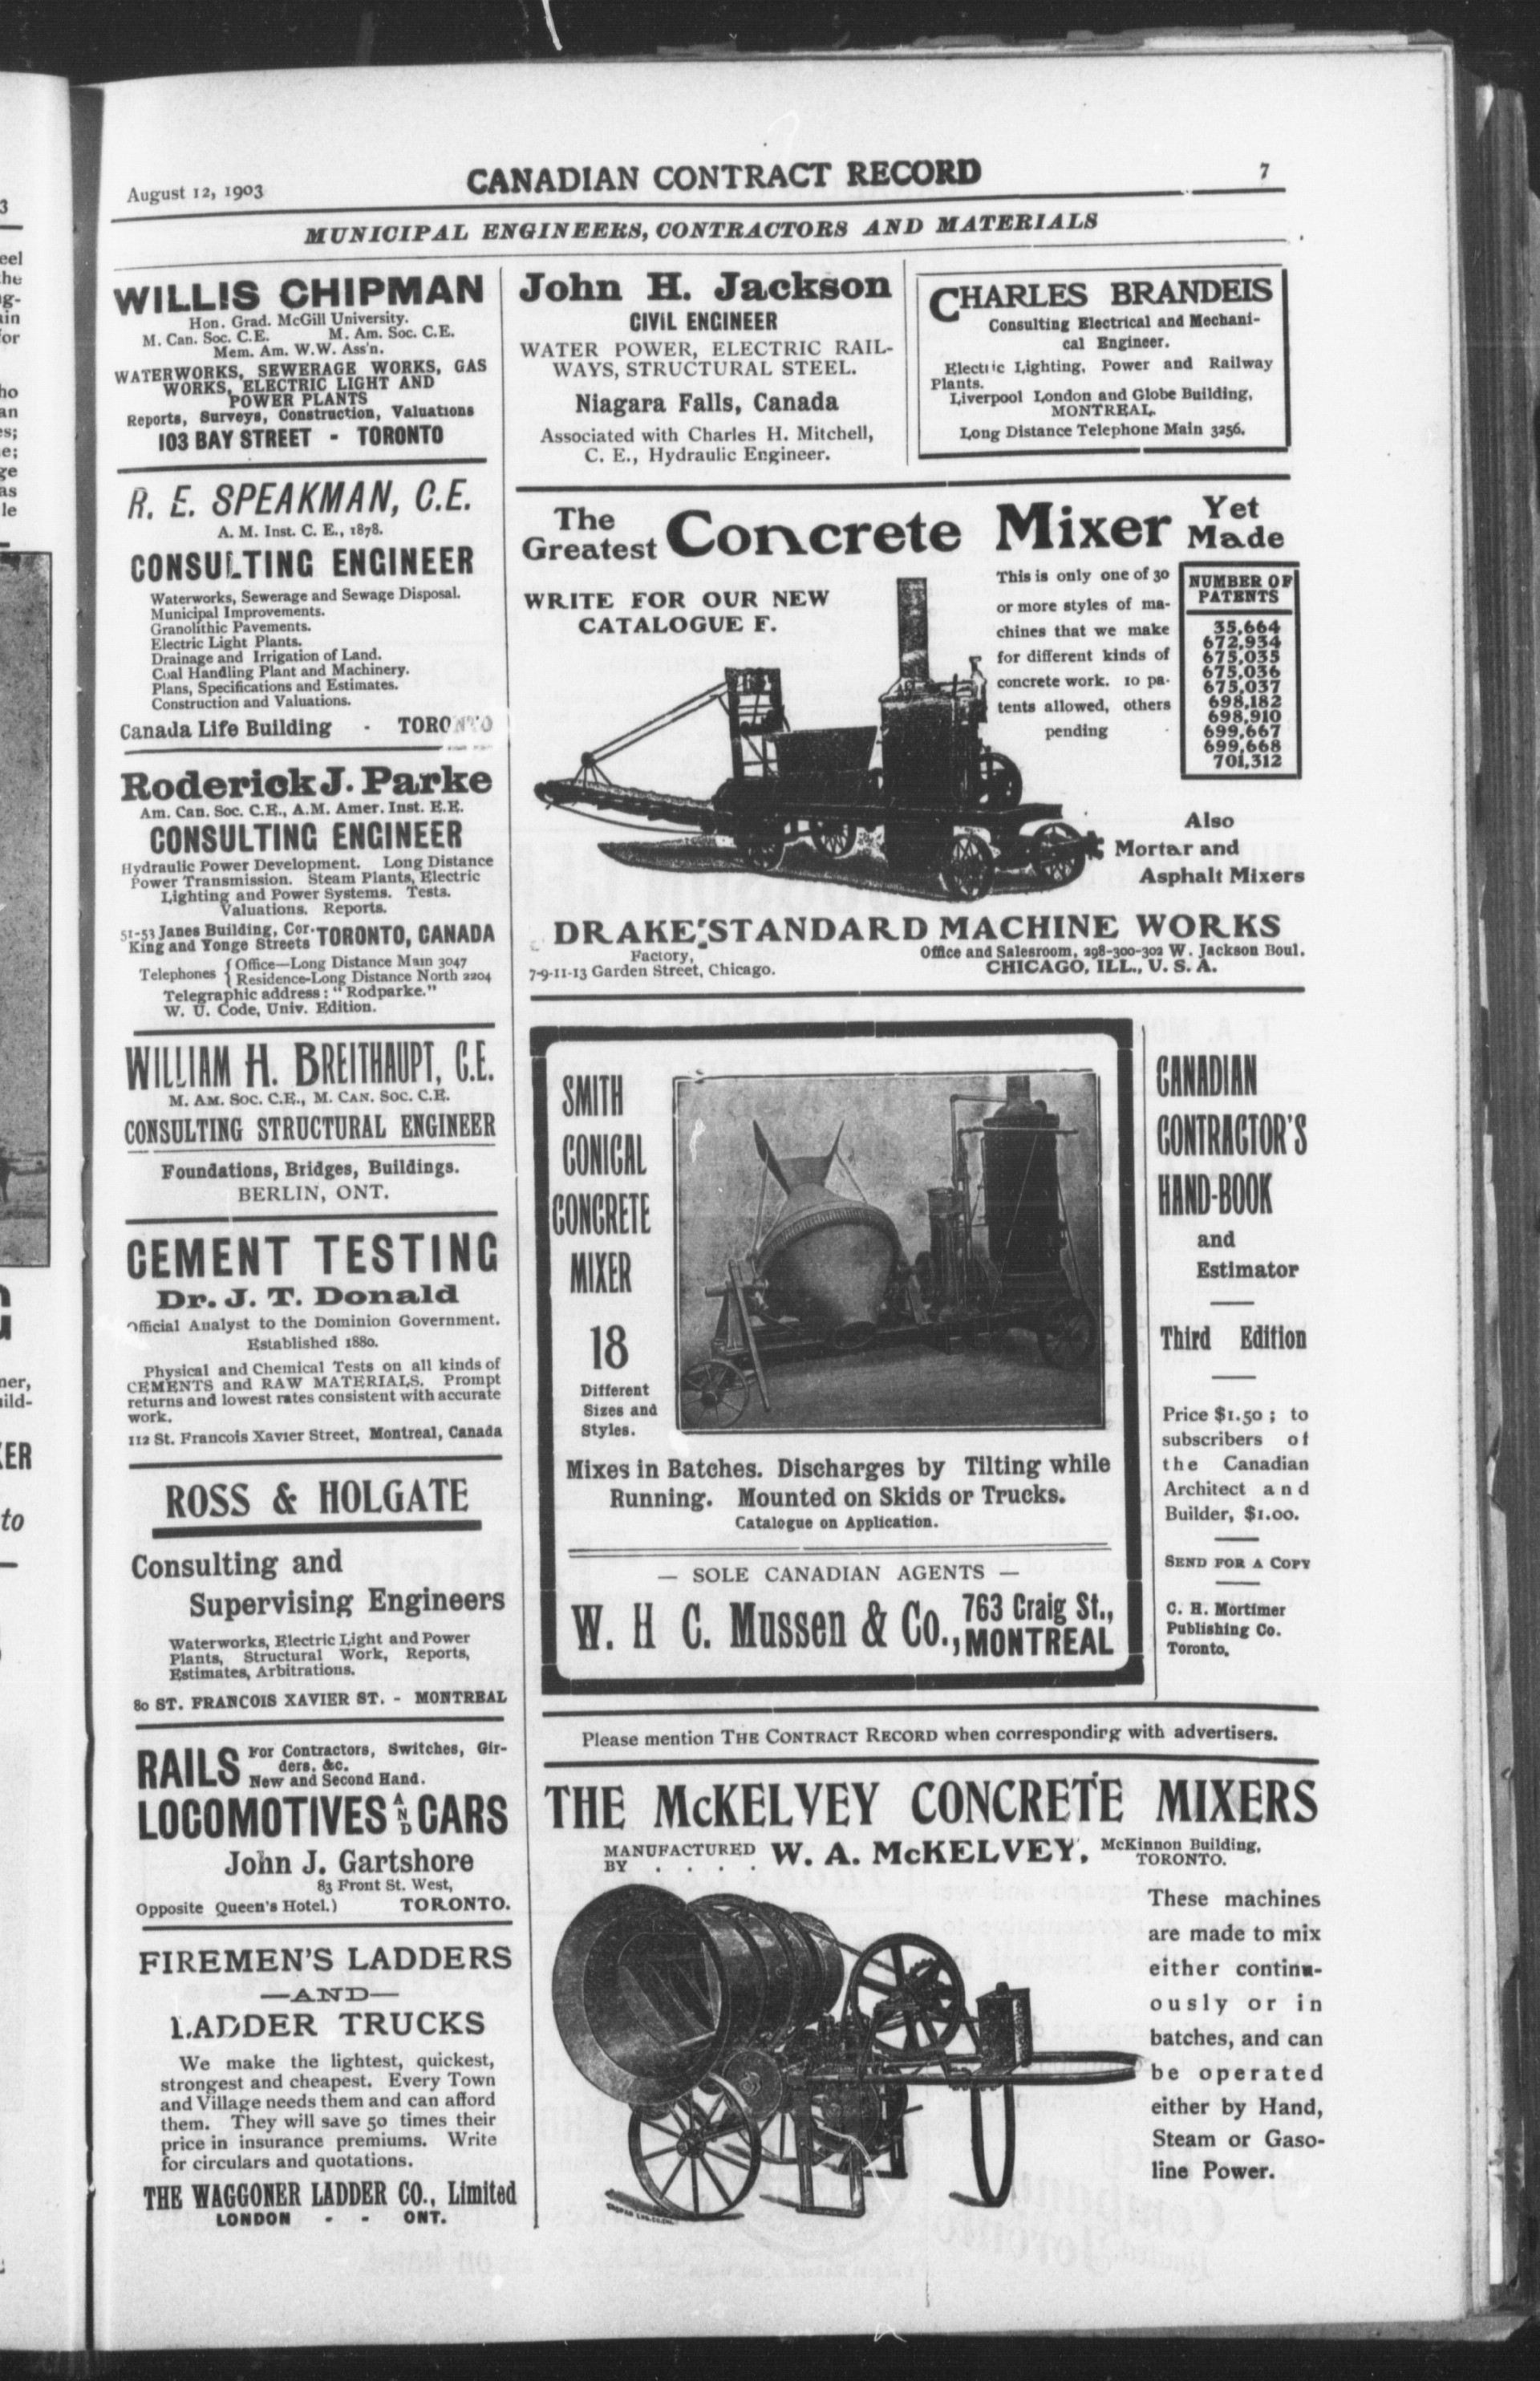 August 12, 1903
CANADIAN CONTRACT RECORD
7
MUNICIPAL ENGINEERS, CONTRACTORS AND MATERIALS
WILLIS CHIPMAN
Hon. Grad. McGill University.
M. Can. Soc. C.E. M. Am. Soc. C.E.
Mem. Am. W.W. Ass'n.
WATERWORKS, SEWERAGE WORKS, GAS
WORKS, ELECTRIC LIGHT AND
POWER PLANTS
Reports, Surveys, Construction, Valuations
103 BAY STREET - TORONTO
R. E. SPEAKMAN, C.E.
A. M. Inst. C. E., 1878.
CONSULTING ENGINEER
Waterworks, Sewerage and Sewage Disposal.
Municipal Improvements.
Granolithic Pavements.
Electric Light Plants.
Drainage and Irrigation of Land.
Coal Handling Plant and Machinery.
Plans, Specifications and Estimates.
Construction and Valuations.
Canada Life Building - TORONTO
Roderick J. Parke
Am. Can. Soc. C.E., A.M. Amer. Inst. E.E.
CONSULTING ENGINEER
Hydraulic Power Development. Long Distance
Power Transmission. Steam Plants, Electric
Lighting and Power Systems. Tests.
Valuations. Reports.
51-53 Janes Building, Cor.
King and Yonge Streets TORONTO, CANADA
Telephones { Office—Long Distance Main 3047
Residence-Long Distance North 2204
Telegraphic address: "Rodparke."
W. U. Code, Univ. Edition.
WILLIAM H. BREITHAUPT, C.E.
M. AM. SOC. C.E., M. CAN. SOC. C.E.
CONSULTING STRUCTURAL ENGINEER
Foundations, Bridges, Buildings.
BERLIN, ONT.
CEMENT TESTING
Dr. J. T. Donald
Official Analyst to the Dominion Government.
Established 1880.
Physical and Chemical Tests on all kinds of
CEMENTS and RAW MATERIALS. Prompt
returns and lowest rates consistent with accurate
work.
112 St. Francois Xavier Street, Montreal, Canada
ROSS & HOLGATE
Consulting and
Supervising Engineers
Waterworks, Electric Light and Power
Plants, Structural Work, Reports,
Estimates, Arbitrations.
80 ST. FRANCOIS XAVIER ST. - MONTREAL
RAILS For Contractors, Switches, Gir-
ders, &c.
New and Second Hand.
LOCOMOTIVES AND CARS
John J. Gartshore
83 Front St. West,
Opposite Queen's Hotel.) TORONTO.
FIREMEN'S LADDERS
—AND—
LADDER TRUCKS
We make the lightest, quickest,
strongest and cheapest. Every Town
and Village needs them and can afford
them. They will save 50 times their
price in insurance premiums. Write
for circulars and quotations.
THE WAGGONER LADDER CO., Limited
LONDON - - ONT.
John H. Jackson
CIVIL ENGINEER
WATER POWER, ELECTRIC RAIL-
WAYS, STRUCTURAL STEEL.
Niagara Falls, Canada
Associated with Charles H. Mitchell,
C. E., Hydraulic Engineer.
CHARLES BRANDEIS
Consulting Electrical and Mechani-
cal Engineer.
Electric Lighting, Power and Railway
Plants.
Liverpool London and Globe Building,
MONTREAL.
Long Distance Telephone Main 3256.
The Greatest Concrete Mixer Yet Made
WRITE FOR OUR NEW
CATALOGUE F.
This is only one of 30
or more styles of ma-
chines that we make
for different kinds of
concrete work. 10 pa-
tents allowed, others
pending
NUMBER OF
PATENTS
35,664
672,934
675,035
675,036
675,037
698,182
698,910
699,667
699,668
701,312
Also
Mortar and
Asphalt Mixers
DRAKE STANDARD MACHINE WORKS
Factory,
7-9-11-13 Garden Street, Chicago.
Office and Salesroom, 298-300-302 W. Jackson Boul.
CHICAGO, ILL., U. S. A.
SMITH
CONICAL
CONCRETE
MIXER
18
Different
Sizes and
Styles.
Mixes in Batches. Discharges by Tilting while
Running. Mounted on Skids or Trucks.
Catalogue on Application.
— SOLE CANADIAN AGENTS —
W. H C. Mussen & Co., 763 Craig St.,
MONTREAL
CANADIAN
CONTRACTOR'S
HAND-BOOK
and
Estimator
Third Edition
Price $1.50; to
subscribers of
the Canadian
Architect and
Builder, $1.00.
SEND FOR A COPY
C. H. Mortimer
Publishing Co.
Toronto,
Please mention THE CONTRACT RECORD when corresponding with advertisers.
THE McKELVEY CONCRETE MIXERS
MANUFACTURED
BY . . . . W. A. McKELVEY, McKinnon Building,
TORONTO.
These machines
are made to mix
either continu-
ously or in
batches, and can
be operated
either by Hand,
Steam or Gaso-
line Power.